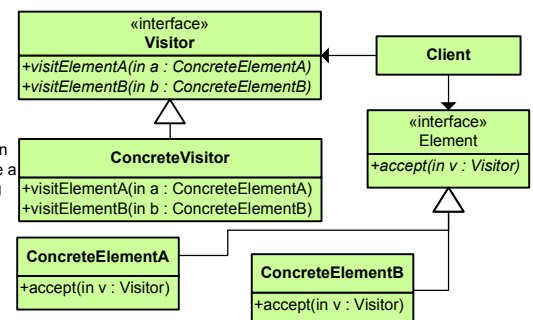 «interface»
Visitor
+visitElementA(in a : ConcreteElementA)
+visitElementB(in b : ConcreteElementB)
Client
«interface»
Element
+accept(in v : Visitor)
ConcreteVisitor
+visitElementA(in a : ConcreteElementA)
+visitElementB(in b : ConcreteElementB)
ConcreteElementA
+accept(in v : Visitor)
ConcreteElementB
+accept(in v : Visitor)